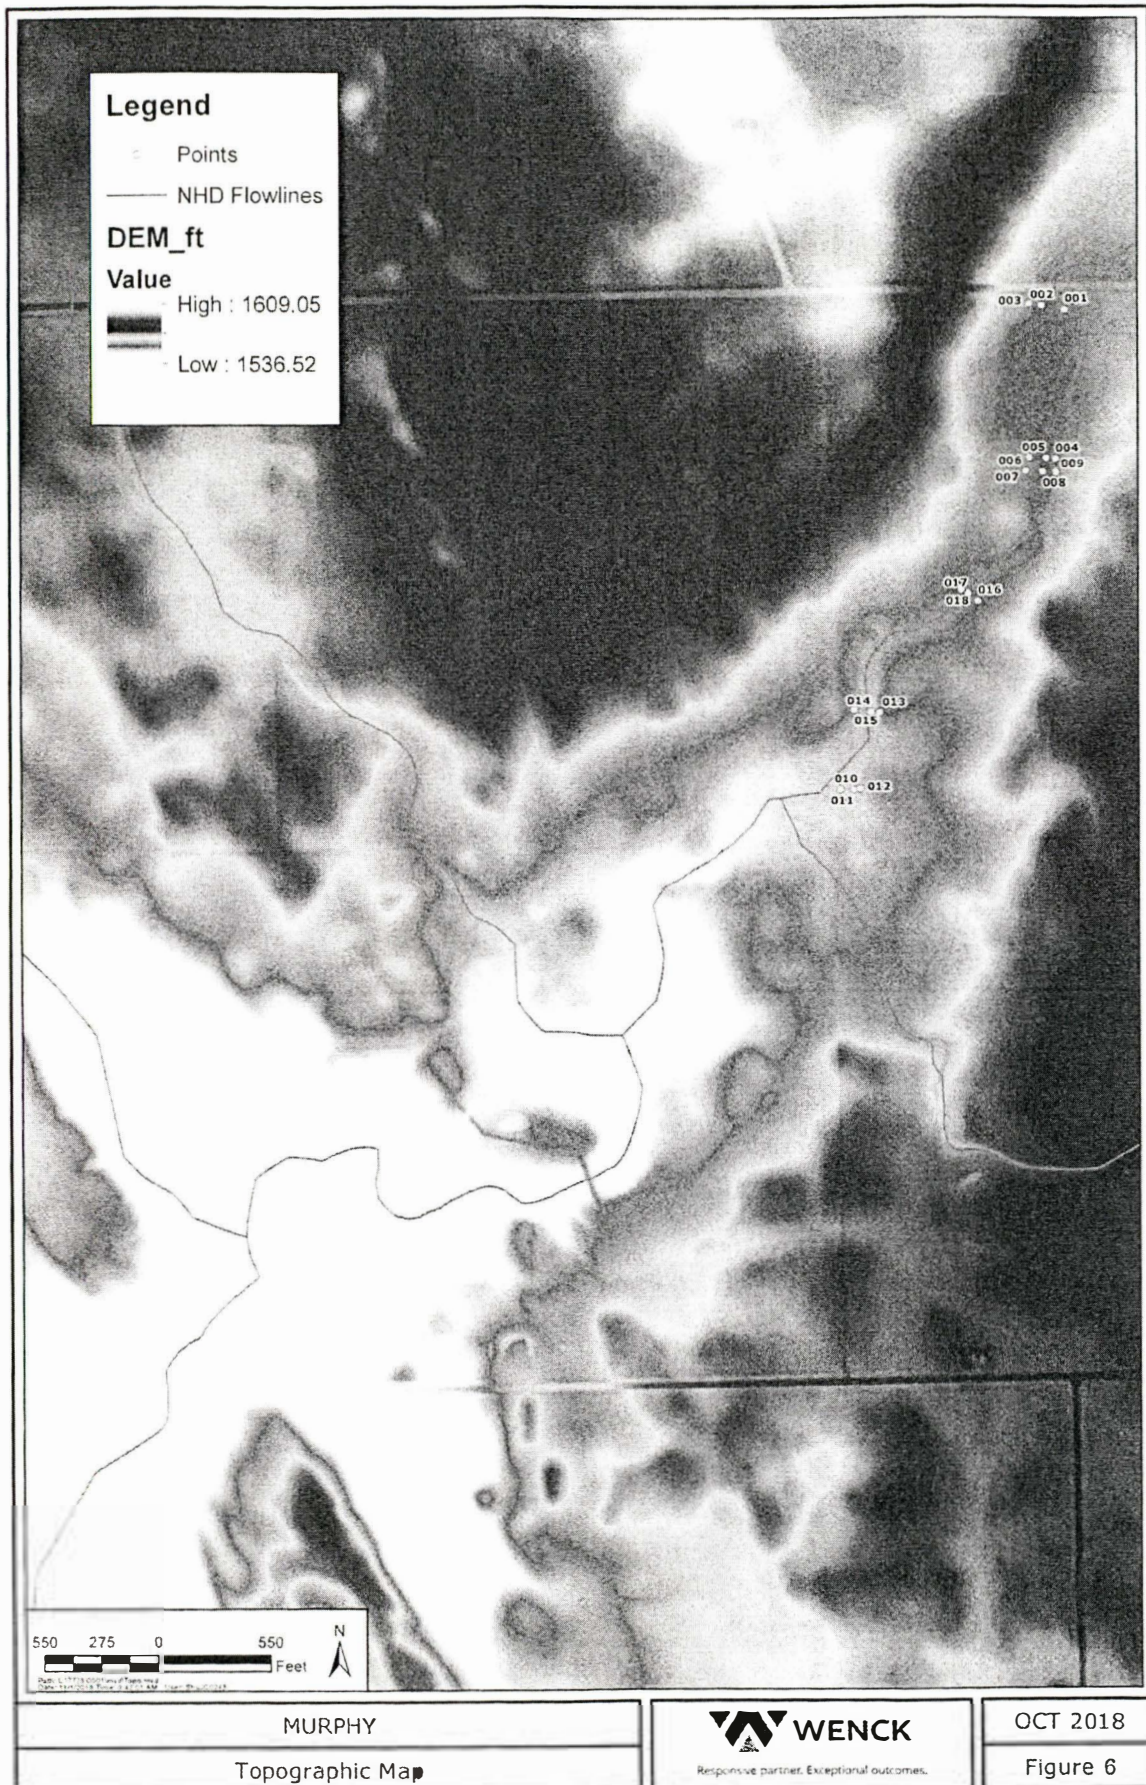 Legend
Points
NHD Flowlines
DEM_ft
Value
High : 1609.05
Low : 1536.52
003 002 001
005 004
006 009
007 008
017 016
018
014 013
015
010 012
011
550 275 0 550
Feet
N
MURPHY
Topographic Map
WENCK
Responsive partner. Exceptional outcomes.
OCT 2018
Figure 6